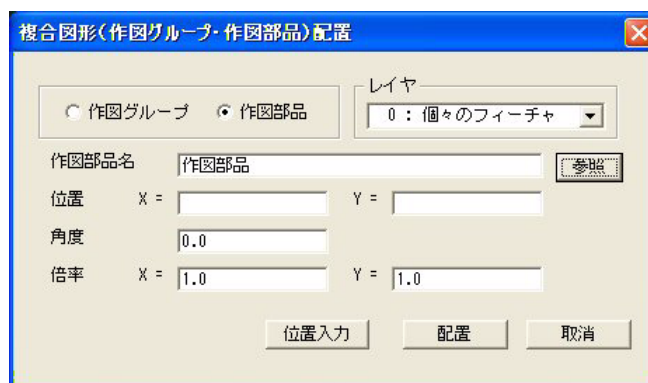 複合図形(作図グループ・作図部品)配置
レイヤ
作図グループ 作図部品 0 : 個々のフィーチャ
作図部品名 作図部品 参照
位置 X = Y =
角度 0.0
倍率 X = 1.0 Y = 1.0
位置入力 配置 取消